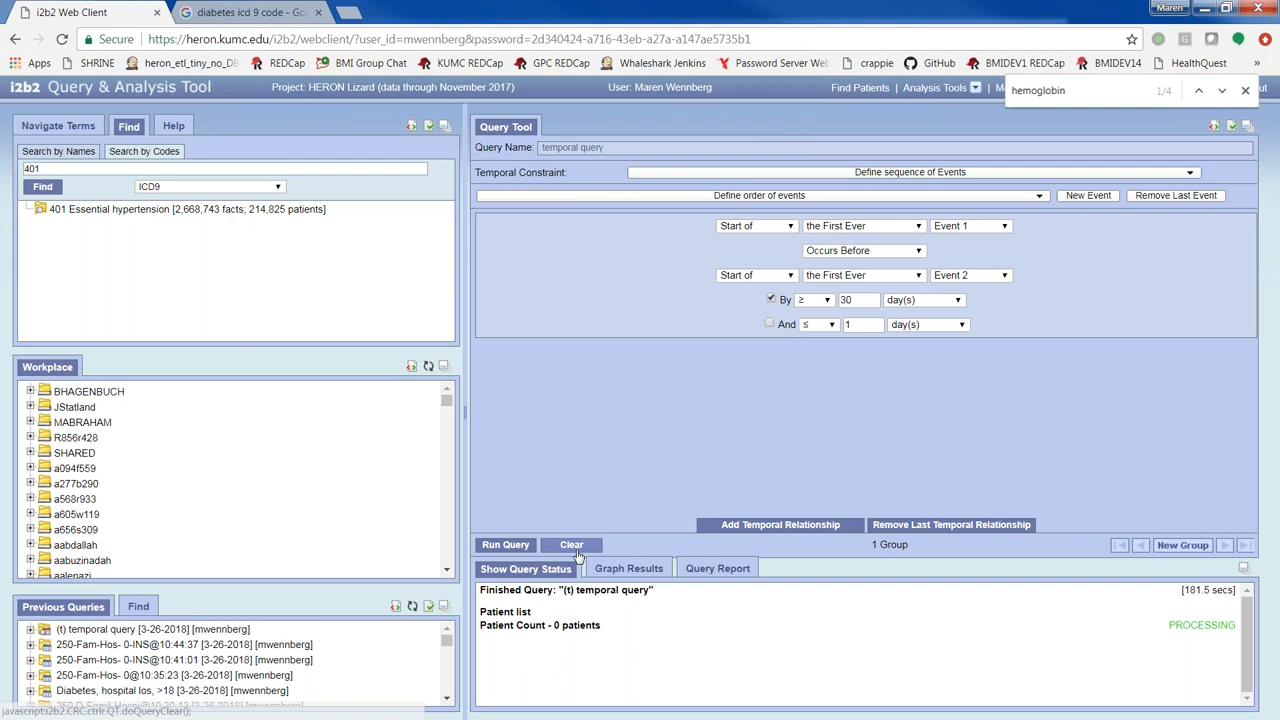 Maren
i2b2 Web Client
diabetes icd 9 code - Go
Secure
https://heron.kumc.edu/i2b2/webclient/?user_id=mwennberg&password=2d340424-a716-43eb-a27a-a147ae5735b1
Apps
SHRINE
heron_etl_tiny_no_DB
REDCap
BMI Group Chat
KUMC REDCap
GPC REDCap
Whaleshark Jenkins
Password Server Web
crappie
GitHub
BMIDEV1 REDCap
BMIDEV14
HealthQuest
»
i2b2 Query & Analysis Tool
Project: HERON Lizard (data through November 2017)
User: Maren Wennberg
Find Patients | Analysis Tools
hemoglobin 1/4
Navigate Terms Find Help
Search by Names Search by Codes
401
Find ICD9
401 Essential hypertension [2,668,743 facts; 214,825 patients]
Workplace
BHAGENBUCH
JStatland
MABRAHAM
R856r428
SHARED
a094f559
a277b290
a568r933
a605w119
a656s309
aabdallah
aabuzinadah
aalenazi
Previous Queries Find
(t) temporal query [3-26-2018] [mwennberg]
250-Fam-Hos- 0-INS@10:44:37 [3-26-2018] [mwennberg]
250-Fam-Hos- 0-INS@10:41:01 [3-26-2018] [mwennberg]
250-Fam-Hos- 0@10:35:23 [3-26-2018] [mwennberg]
Diabetes, hospital los, >18 [3-26-2018] [mwennberg]
javascript:i2b2.CRC.ctrlr.QT.doQueryClear();
Query Tool
Query Name: temporal query
Temporal Constraint: Define sequence of Events
Define order of events New Event Remove Last Event
Start of the First Ever Event 1
Occurs Before
Start of the First Ever Event 2
By ≥ 30 day(s)
And ≤ 1 day(s)
Add Temporal Relationship Remove Last Temporal Relationship
Run Query Clear 1 Group New Group
Show Query Status Graph Results Query Report
Finished Query: "(t) temporal query" [181.5 secs]
Patient list
Patient Count - 0 patients PROCESSING